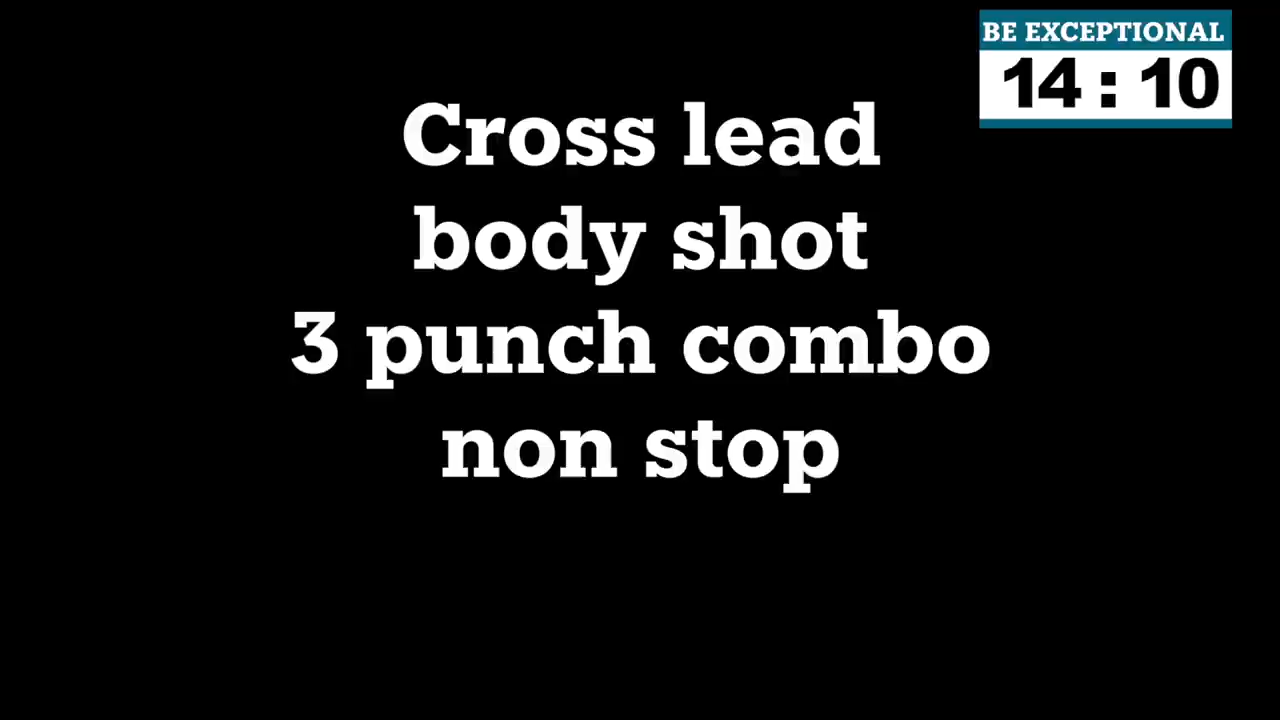 BE EXCEPTIONAL
14:10
Cross lead
body shot
3 punch combo
non stop